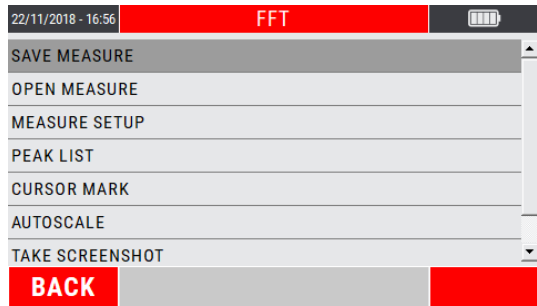 22/11/2018 - 16:56 FFT
SAVE MEASURE
OPEN MEASURE
MEASURE SETUP
PEAK LIST
CURSOR MARK
AUTOSCALE
TAKE SCREENSHOT
BACK